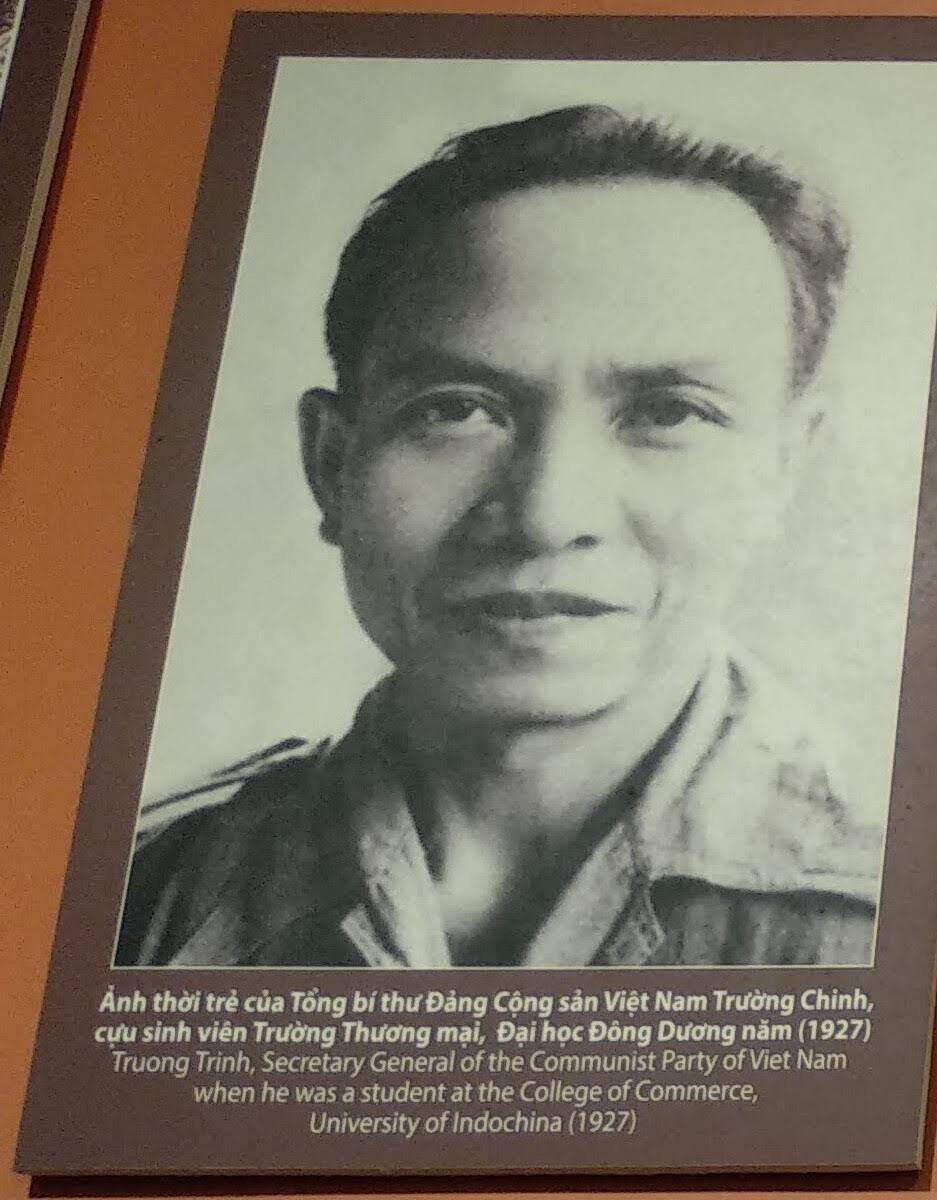 Ảnh thời trẻ của Tổng bí thư Đảng Cộng sản Việt Nam Trường Chinh,
cựu sinh viên Trường Thương mại, Đại học Đông Dương năm (1927)
Truong Trinh, Secretary General of the Communist Party of Viet Nam
when he was a student at the College of Commerce,
University of Indochina (1927)